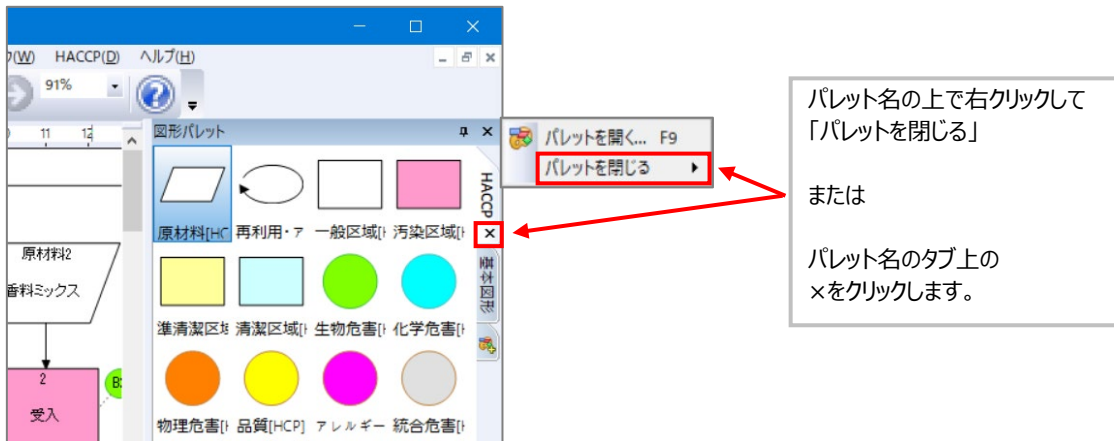 (W) HACCP(D) ヘルプ(H)
91%
11 12
図形パレット
パレットを開く... F9
パレットを閉じる
HACCP
原材料[HC 再利用・ア 一般区域[ 汚染区域[
基本図形
準清潔区域 清潔区域[ 生物危害[ 化学危害[
物理危害[ 品質[HCP] アレルギー 統合危害[
原材料2
香料ミックス
2
受入
パレット名の上で右クリックして
「パレットを閉じる」
または
パレット名のタブ上の
×をクリックします。